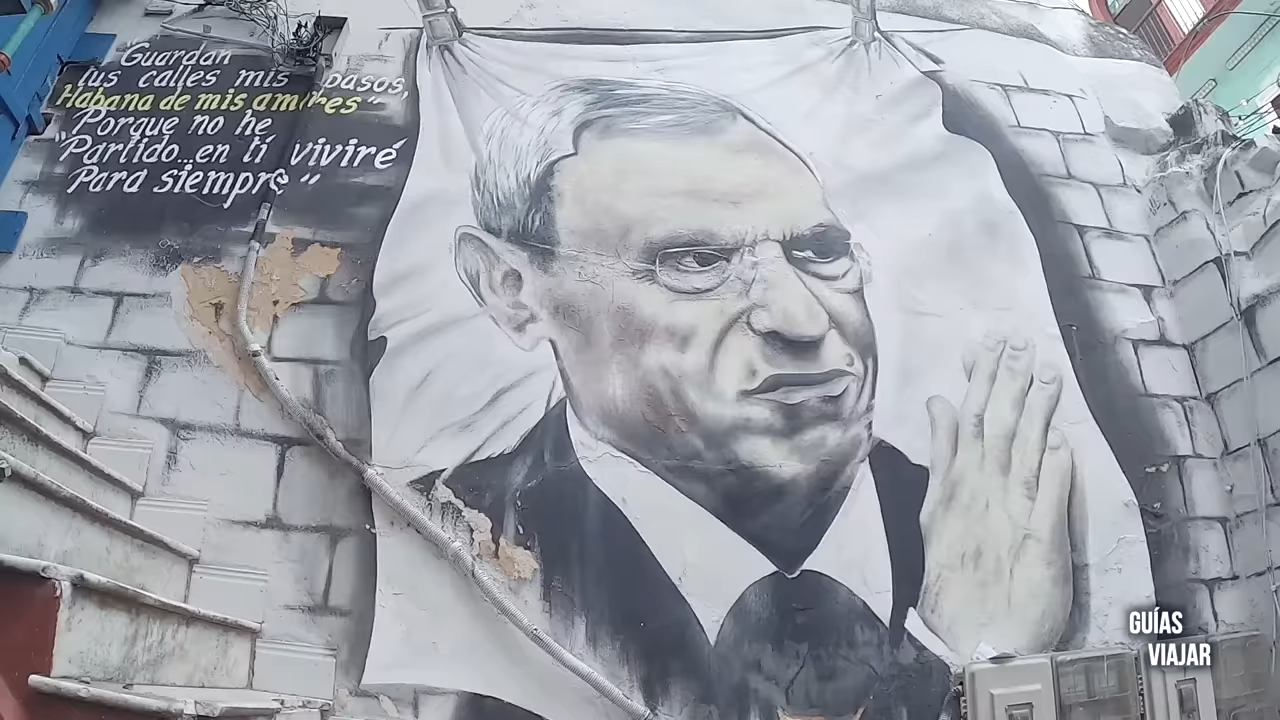 Guardan
tus calles mis pasos,
Habana de mis amores"
Porque no he
"Partido...en tí viviré
Para siempre"
GUÍAS
VIAJAR